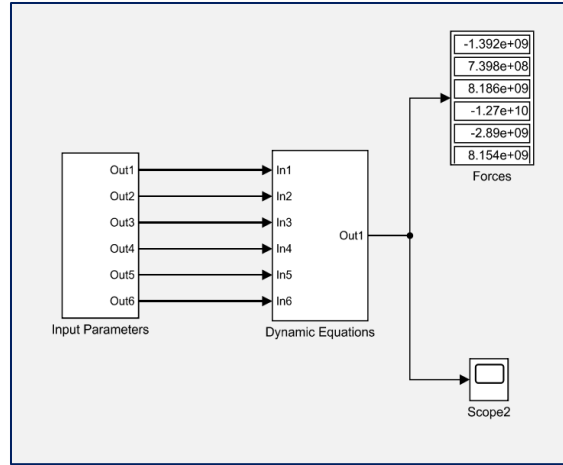 -1.392e+09
7.398e+08
8.186e+09
-1.27e+10
-2.89e+09
8.154e+09
Forces
Out1
Out2
Out3
Out4
Out5
Out6
Input Parameters
In1
In2
In3
In4
In5
In6
Out1
Dynamic Equations
Scope2